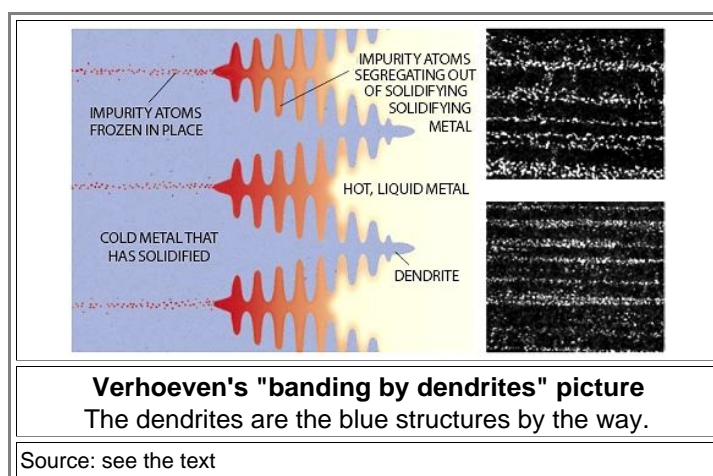 IMPURITY ATOMS
SEGREGATING OUT
OF SOLIDIFYING
SOLIDIFYING
METAL
IMPURITY ATOMS
FROZEN IN PLACE
HOT, LIQUID METAL
COLD METAL THAT
HAS SOLIDIFIED
DENDRITE
Verhoeven's "banding by dendrites" picture
The dendrites are the blue structures by the way.
Source: see the text